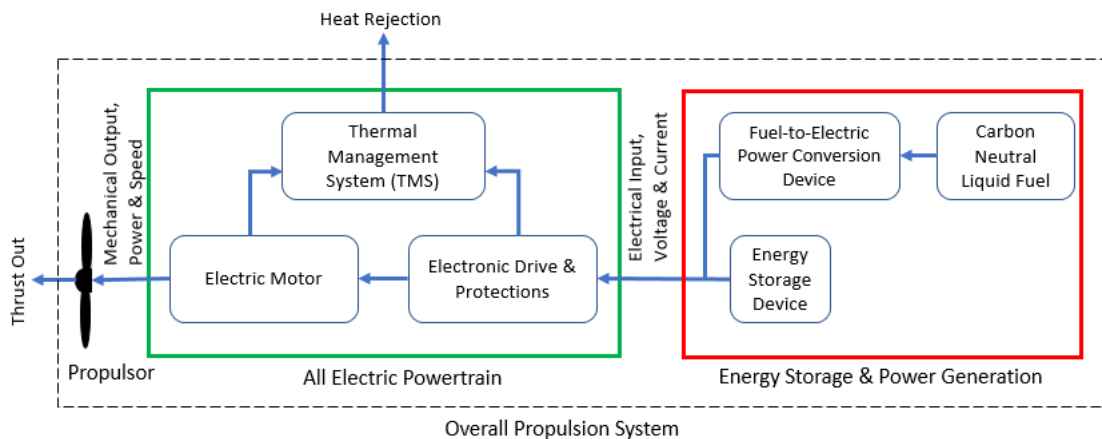 Heat Rejection
Mechanical Output,
Power & Speed
Thermal
Management
System (TMS)
Electrical Input,
Voltage & Current
Fuel-to-Electric
Power Conversion
Device
Carbon
Neutral
Liquid Fuel
Thrust Out
Electric Motor
Electronic Drive &
Protections
Energy
Storage
Device
Propulsor
All Electric Powertrain
Energy Storage & Power Generation
Overall Propulsion System